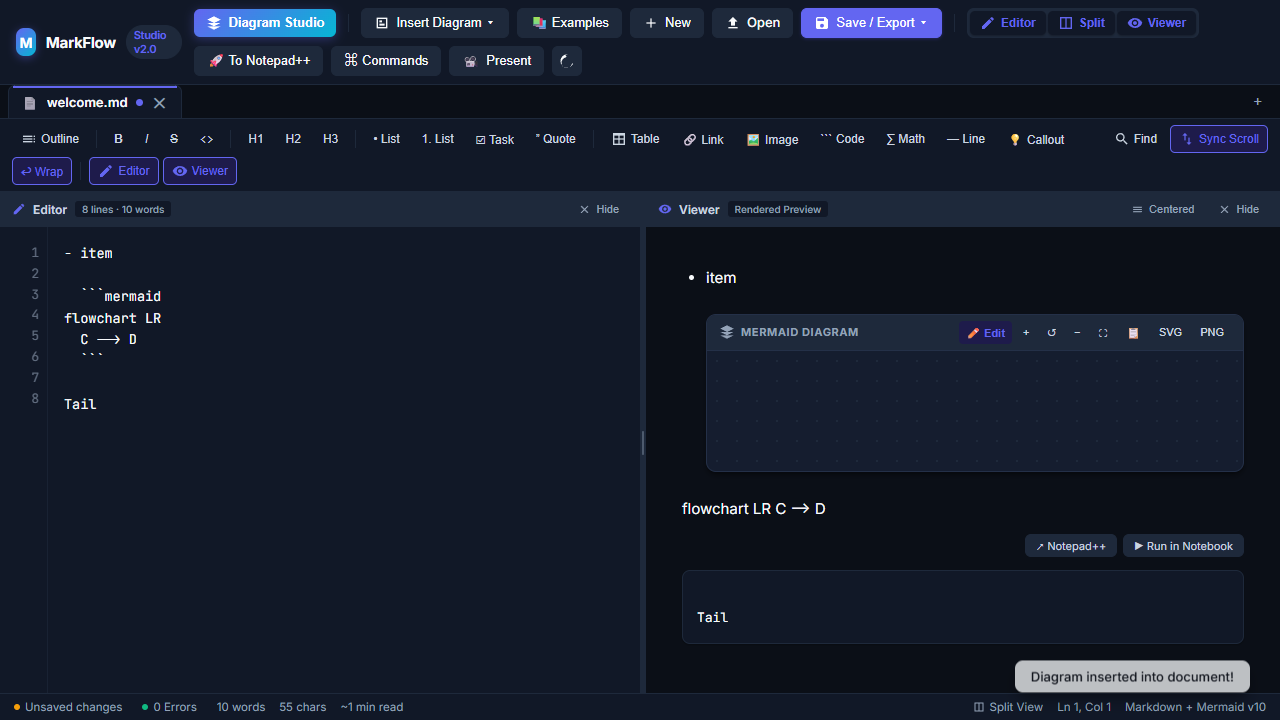 M MarkFlow Studio v2.0 Diagram Studio Insert Diagram Examples New Open Save / Export Editor Split Viewer
To Notepad++ Commands Present
welcome.md
Outline B I S <> H1 H2 H3 • List 1. List Task " Quote Table Link Image ``` Code ∑ Math — Line Callout Find Sync Scroll
Wrap Editor Viewer
Editor 8 lines · 10 words Hide
Viewer Rendered Preview Centered Hide
1 - item
2
3 ```mermaid
4 flowchart LR
5 C --> D
6 ```
7
8 Tail
• item
MERMAID DIAGRAM Edit + ↺ − SVG PNG
flowchart LR C --> D
Notepad++ Run in Notebook
Tail
Diagram inserted into document!
Unsaved changes 0 Errors 10 words 55 chars ~1 min read Split View Ln 1, Col 1 Markdown + Mermaid v10